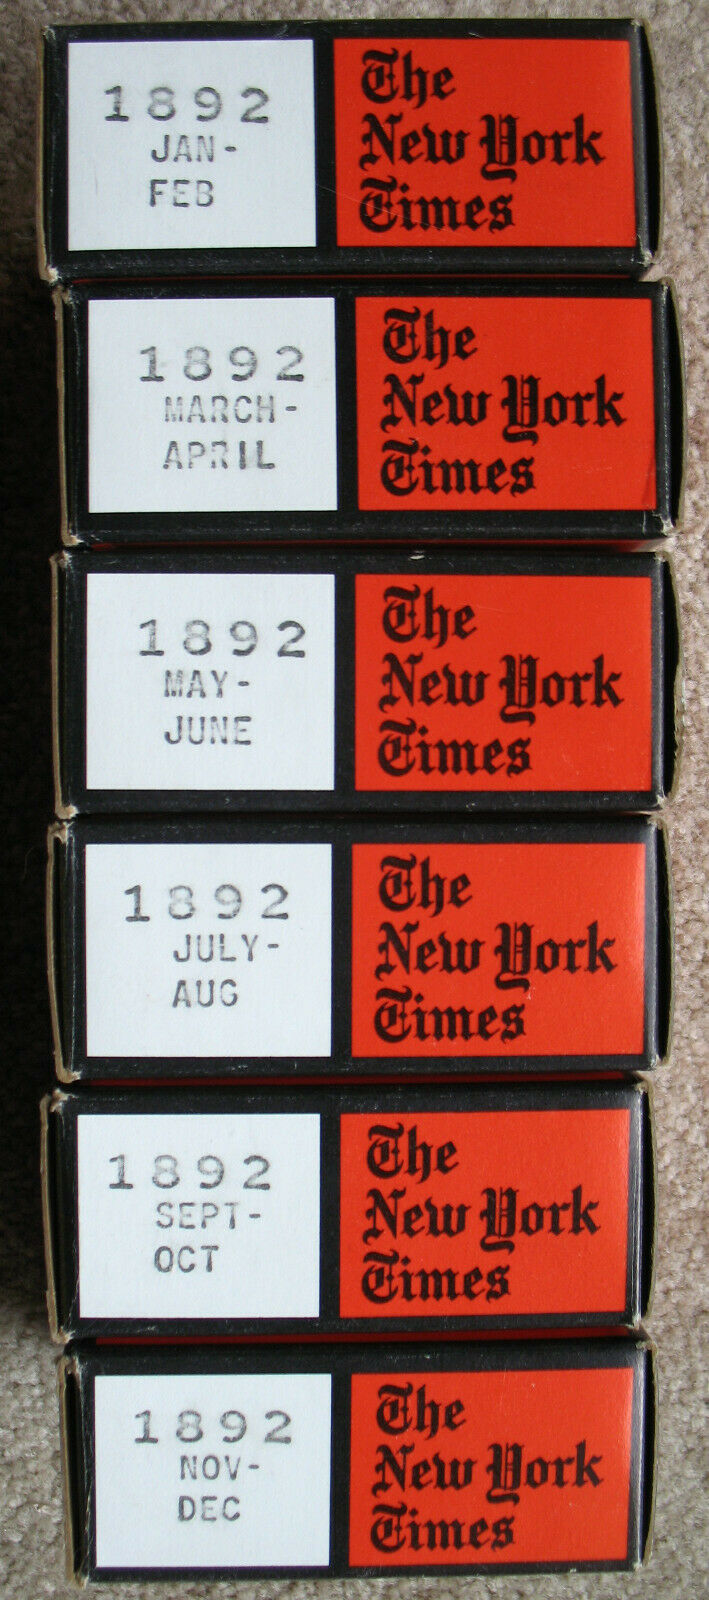 1892
JAN-
FEB
The
New York
Times
1892
MARCH-
APRIL
The
New York
Times
1892
MAY-
JUNE
The
New York
Times
1892
JULY-
AUG
The
New York
Times
1892
SEPT-
OCT
The
New York
Times
1892
NOV-
DEC
The
New York
Times